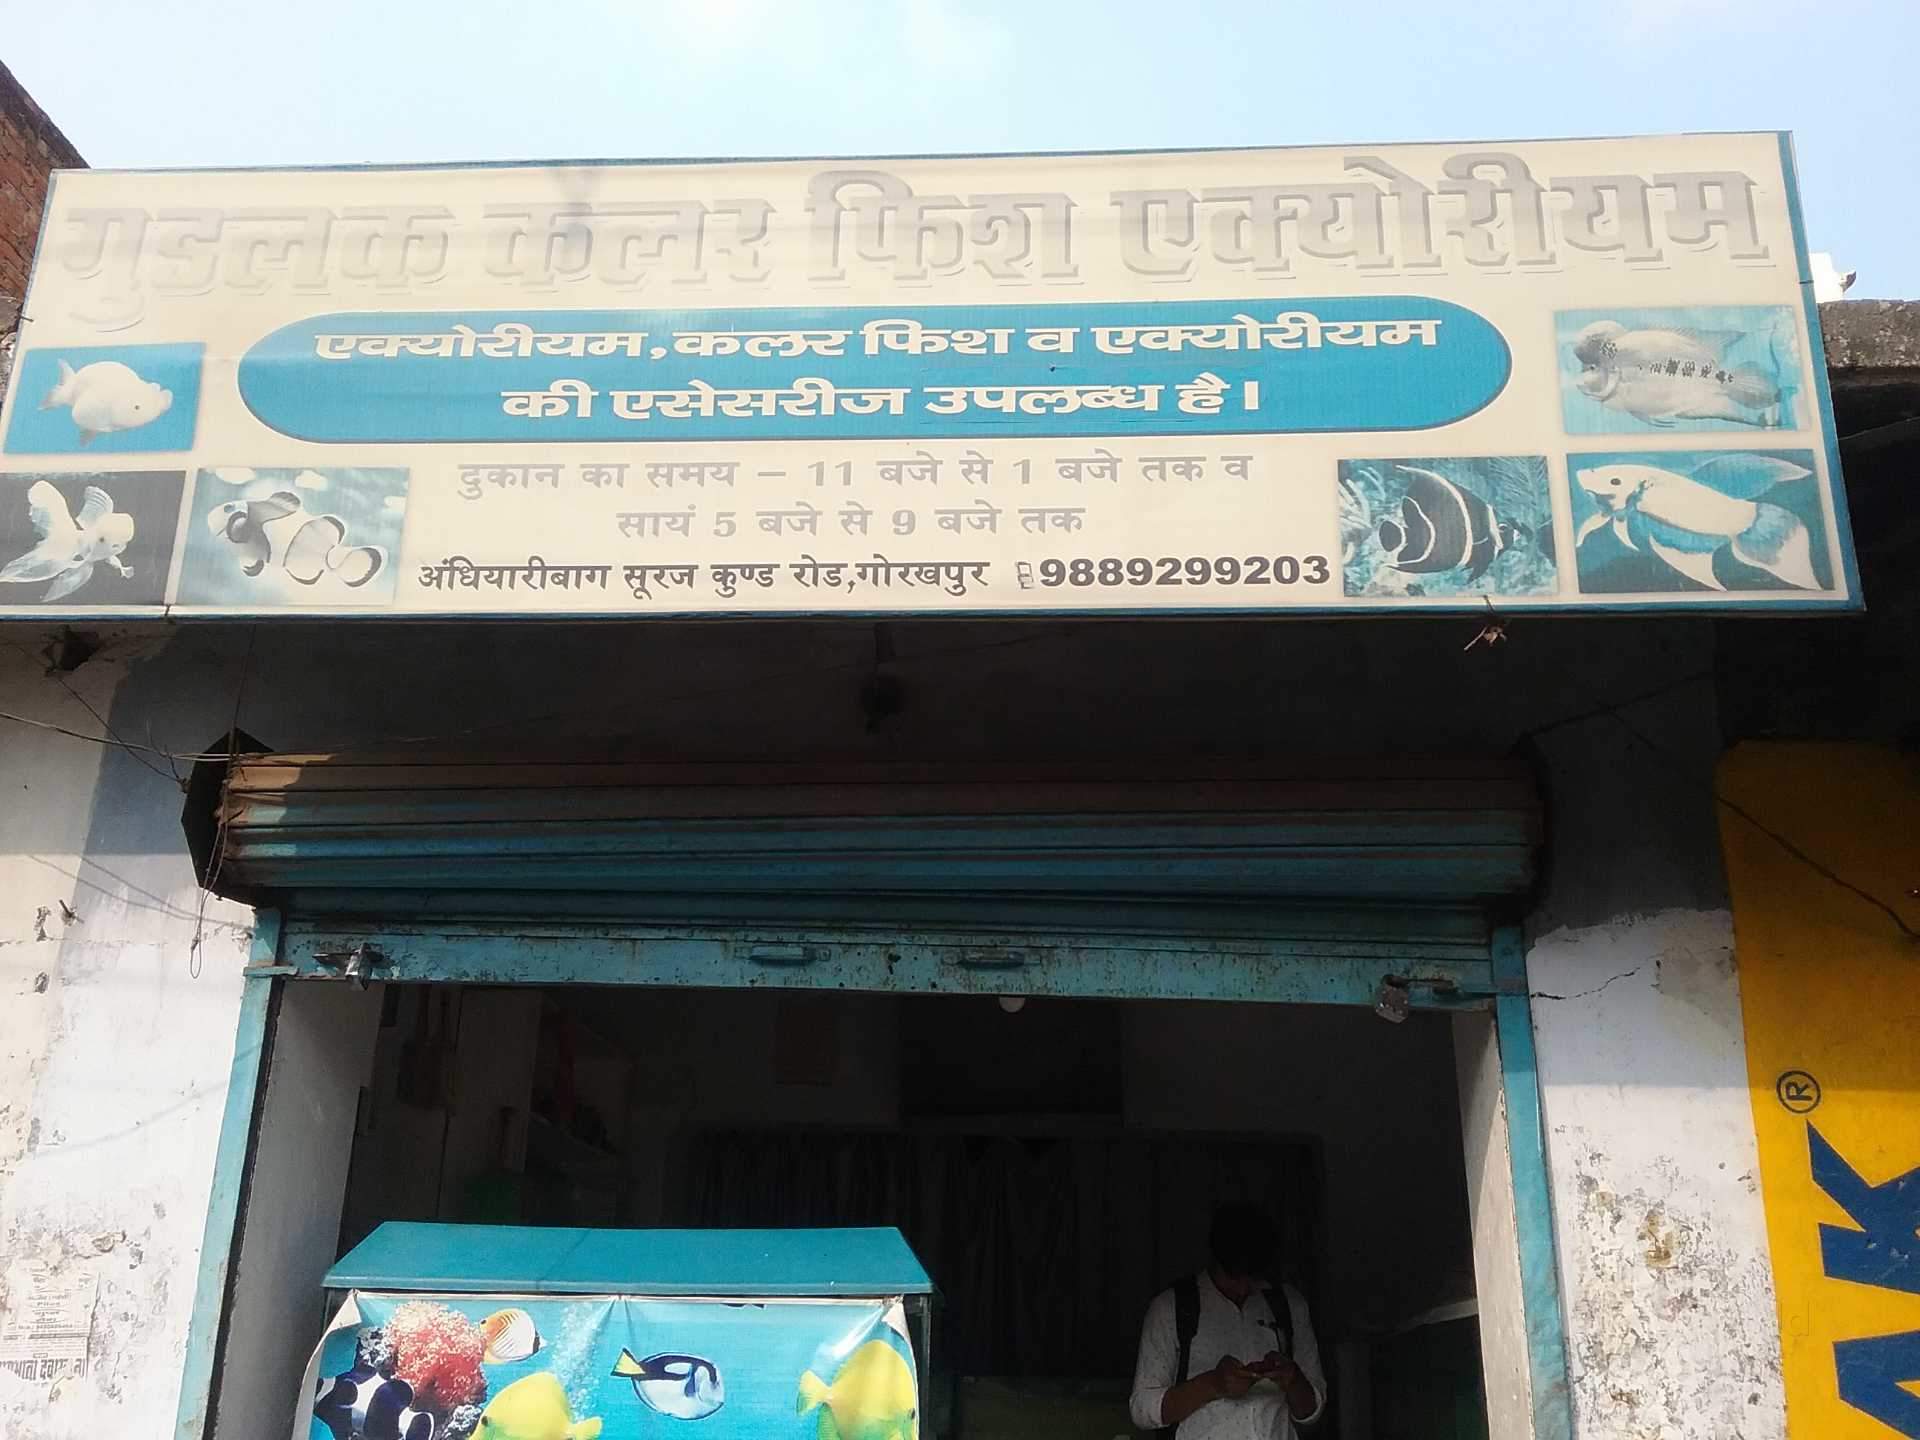 गुडलक कलर फिश एक्योरीयम
एक्योरीयम, कलर फिश व एक्योरीयम
की एसेसरीज उपलब्ध है।
दुकान का समय - 11 बजे से 1 बजे तक व
सायं 5 बजे से 9 बजे तक
अंधियारीबाग सूरज कुण्ड रोड, गोरखपुर 9889299203
®
AK